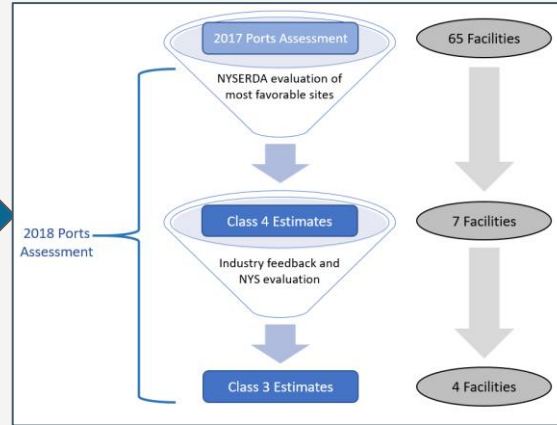 2017 Ports Assessment
65 Facilities
NYSERDA evaluation of
most favorable sites
2018 Ports
Assessment
Class 4 Estimates
7 Facilities
Industry feedback and
NYS evaluation
Class 3 Estimates
4 Facilities